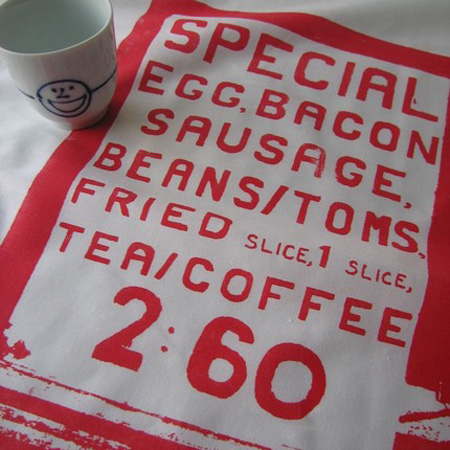 SPECIAL
EGG, BACON
SAUSAGE,
BEANS/TOMS,
FRIED SLICE, 1 SLICE,
TEA/COFFEE
2:60